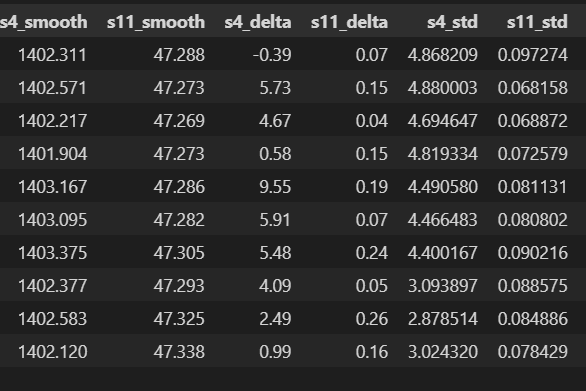 s4_smooth s11_smooth s4_delta s11_delta s4_std s11_std
1402.311 47.288 -0.39 0.07 4.868209 0.097274
1402.571 47.273 5.73 0.15 4.880003 0.068158
1402.217 47.269 4.67 0.04 4.694647 0.068872
1401.904 47.273 0.58 0.15 4.819334 0.072579
1403.167 47.286 9.55 0.19 4.490580 0.081131
1403.095 47.282 5.91 0.07 4.466483 0.080802
1403.375 47.305 5.48 0.24 4.400167 0.090216
1402.377 47.293 4.09 0.05 3.093897 0.088575
1402.583 47.325 2.49 0.26 2.878514 0.084886
1402.120 47.338 0.99 0.16 3.024320 0.078429